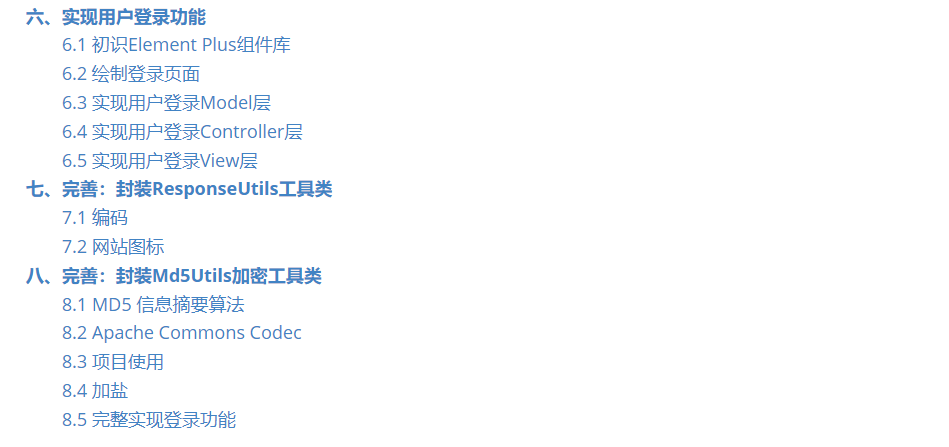 六、实现用户登录功能
6.1 初识Element Plus组件库
6.2 绘制登录页面
6.3 实现用户登录Model层
6.4 实现用户登录Controller层
6.5 实现用户登录View层
七、完善：封装ResponseUtils工具类
7.1 编码
7.2 网站图标
八、完善：封装Md5Utils加密工具类
8.1 MD5 信息摘要算法
8.2 Apache Commons Codec
8.3 项目使用
8.4 加盐
8.5 完整实现登录功能